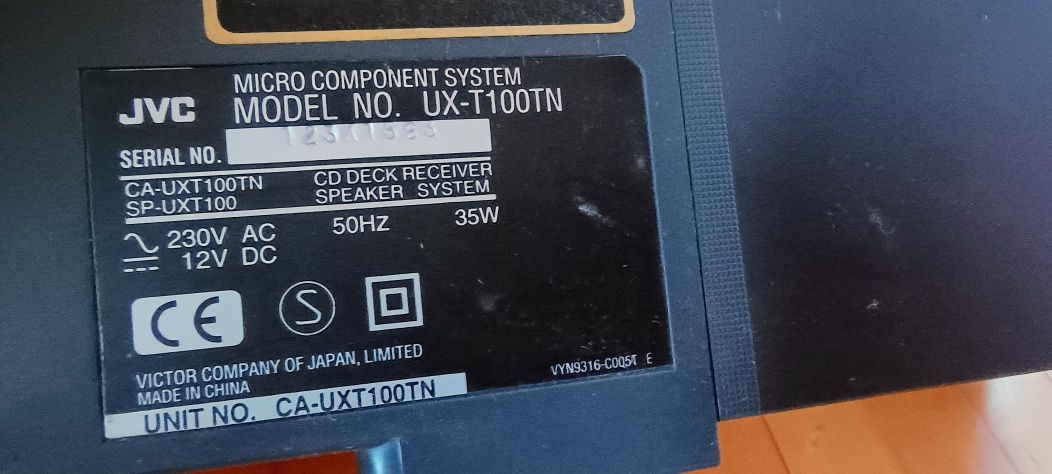 MICRO COMPONENT SYSTEM
JVC MODEL NO. UX-T100TN
SERIAL NO.
CA-UXT100TN CD DECK RECEIVER
SP-UXT100 SPEAKER SYSTEM
230V AC 50HZ 35W
12V DC
CE S
VICTOR COMPANY OF JAPAN, LIMITED
MADE IN CHINA
VYN9316-C005T E
UNIT NO. CA-UXT100TN